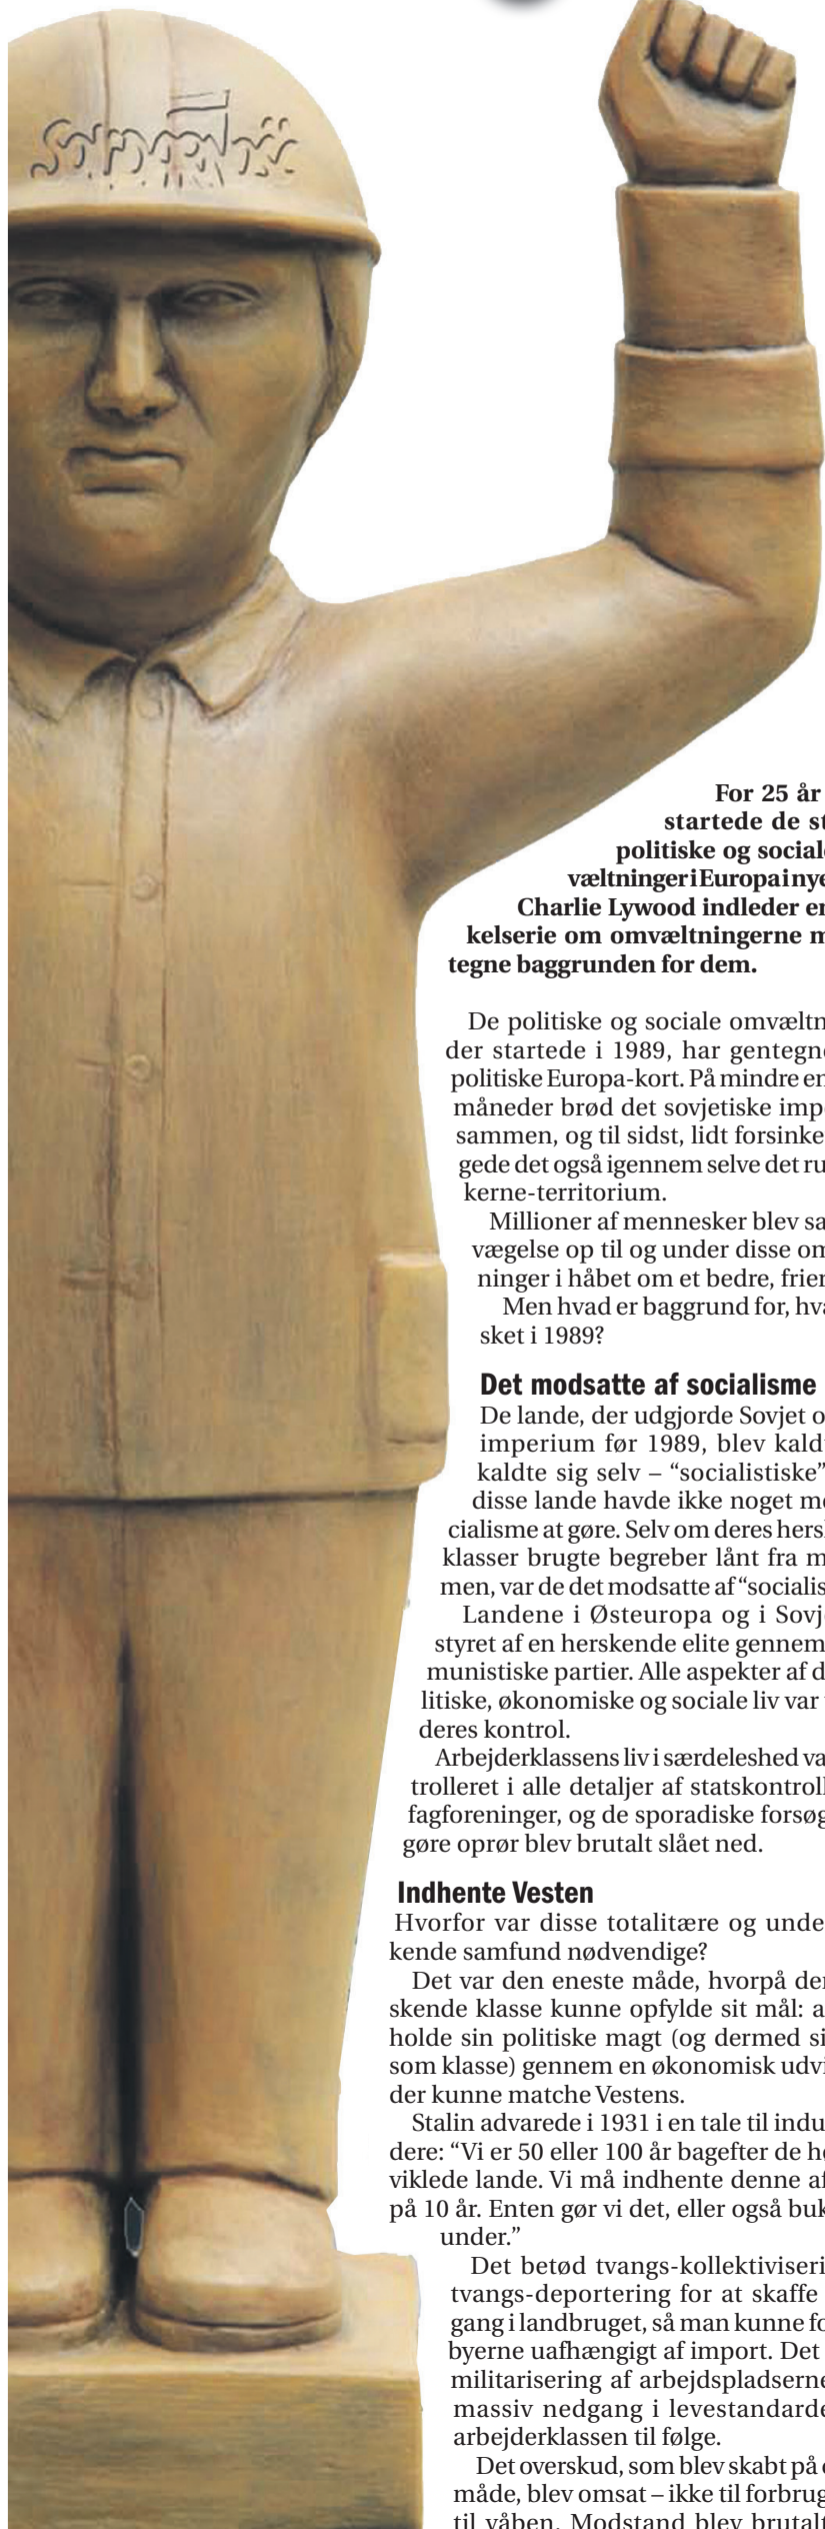 For 25 år
startede de st
politiske og social
væltninger i Europa i nye
Charlie Lywood indleder en
kelserie om omvæltningerne m
tegne baggrunden for dem.
De politiske og sociale omvæltn
der startede i 1989, har gentegn
politiske Europa-kort. På mindre en
måneder brød det sovjetiske imp
sammen, og til sidst, lidt forsinke
gede det også igennem selve det ru
kerne-territorium.
Millioner af mennesker blev sa
vægelse op til og under disse om
ninger i håbet om et bedre, frier
Men hvad er baggrund for, hva
sket i 1989?
Det modsatte af socialisme
De lande, der udgjorde Sovjet o
imperium før 1989, blev kald
kaldte sig selv – “socialistiske”
disse lande havde ikke noget me
cialisme at gøre. Selv om deres hers
klasser brugte begreber lånt fra m
men, var de det modsatte af “socialis
Landene i Østeuropa og i Sovj
styret af en herskende elite gennem
munistiske partier. Alle aspekter af d
litiske, økonomiske og sociale liv var
deres kontrol.
Arbejderklassens liv i særdeleshed va
trolleret i alle detaljer af statskontroll
fagforeninger, og de sporadiske forsøg
gøre oprør blev brutalt slået ned.
Indhente Vesten
Hvorfor var disse totalitære og unde
kende samfund nødvendige?
Det var den eneste måde, hvorpå der
skende klasse kunne opfylde sit mål: a
holde sin politiske magt (og dermed si
som klasse) gennem en økonomisk udvi
der kunne matche Vestens.
Stalin advarede i 1931 i en tale til indu
dere: “Vi er 50 eller 100 år bagefter de hø
viklede lande. Vi må indhente denne af
på 10 år. Enten gør vi det, eller også buk
under.”
Det betød tvangs-kollektiviseri
tvangs-deportering for at skaffe
gang i landbruget, så man kunne fo
byerne uafhængigt af import. Det
militarisering af arbejdspladserne
massiv nedgang i levestandarde
arbejderklassen til følge.
Det overskud, som blev skabt på d
måde, blev omsat – ikke til forbrug
til våben. Modstand blev brutalt